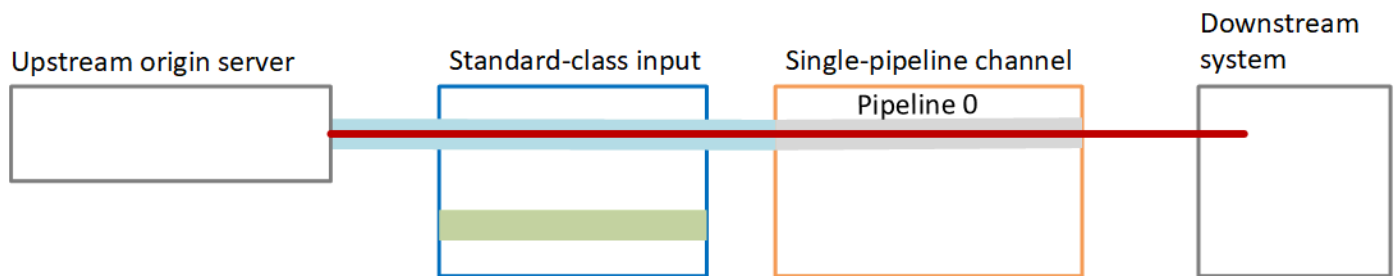 Upstream origin server
Standard-class input
Single-pipeline channel
Downstream
system
Pipeline 0